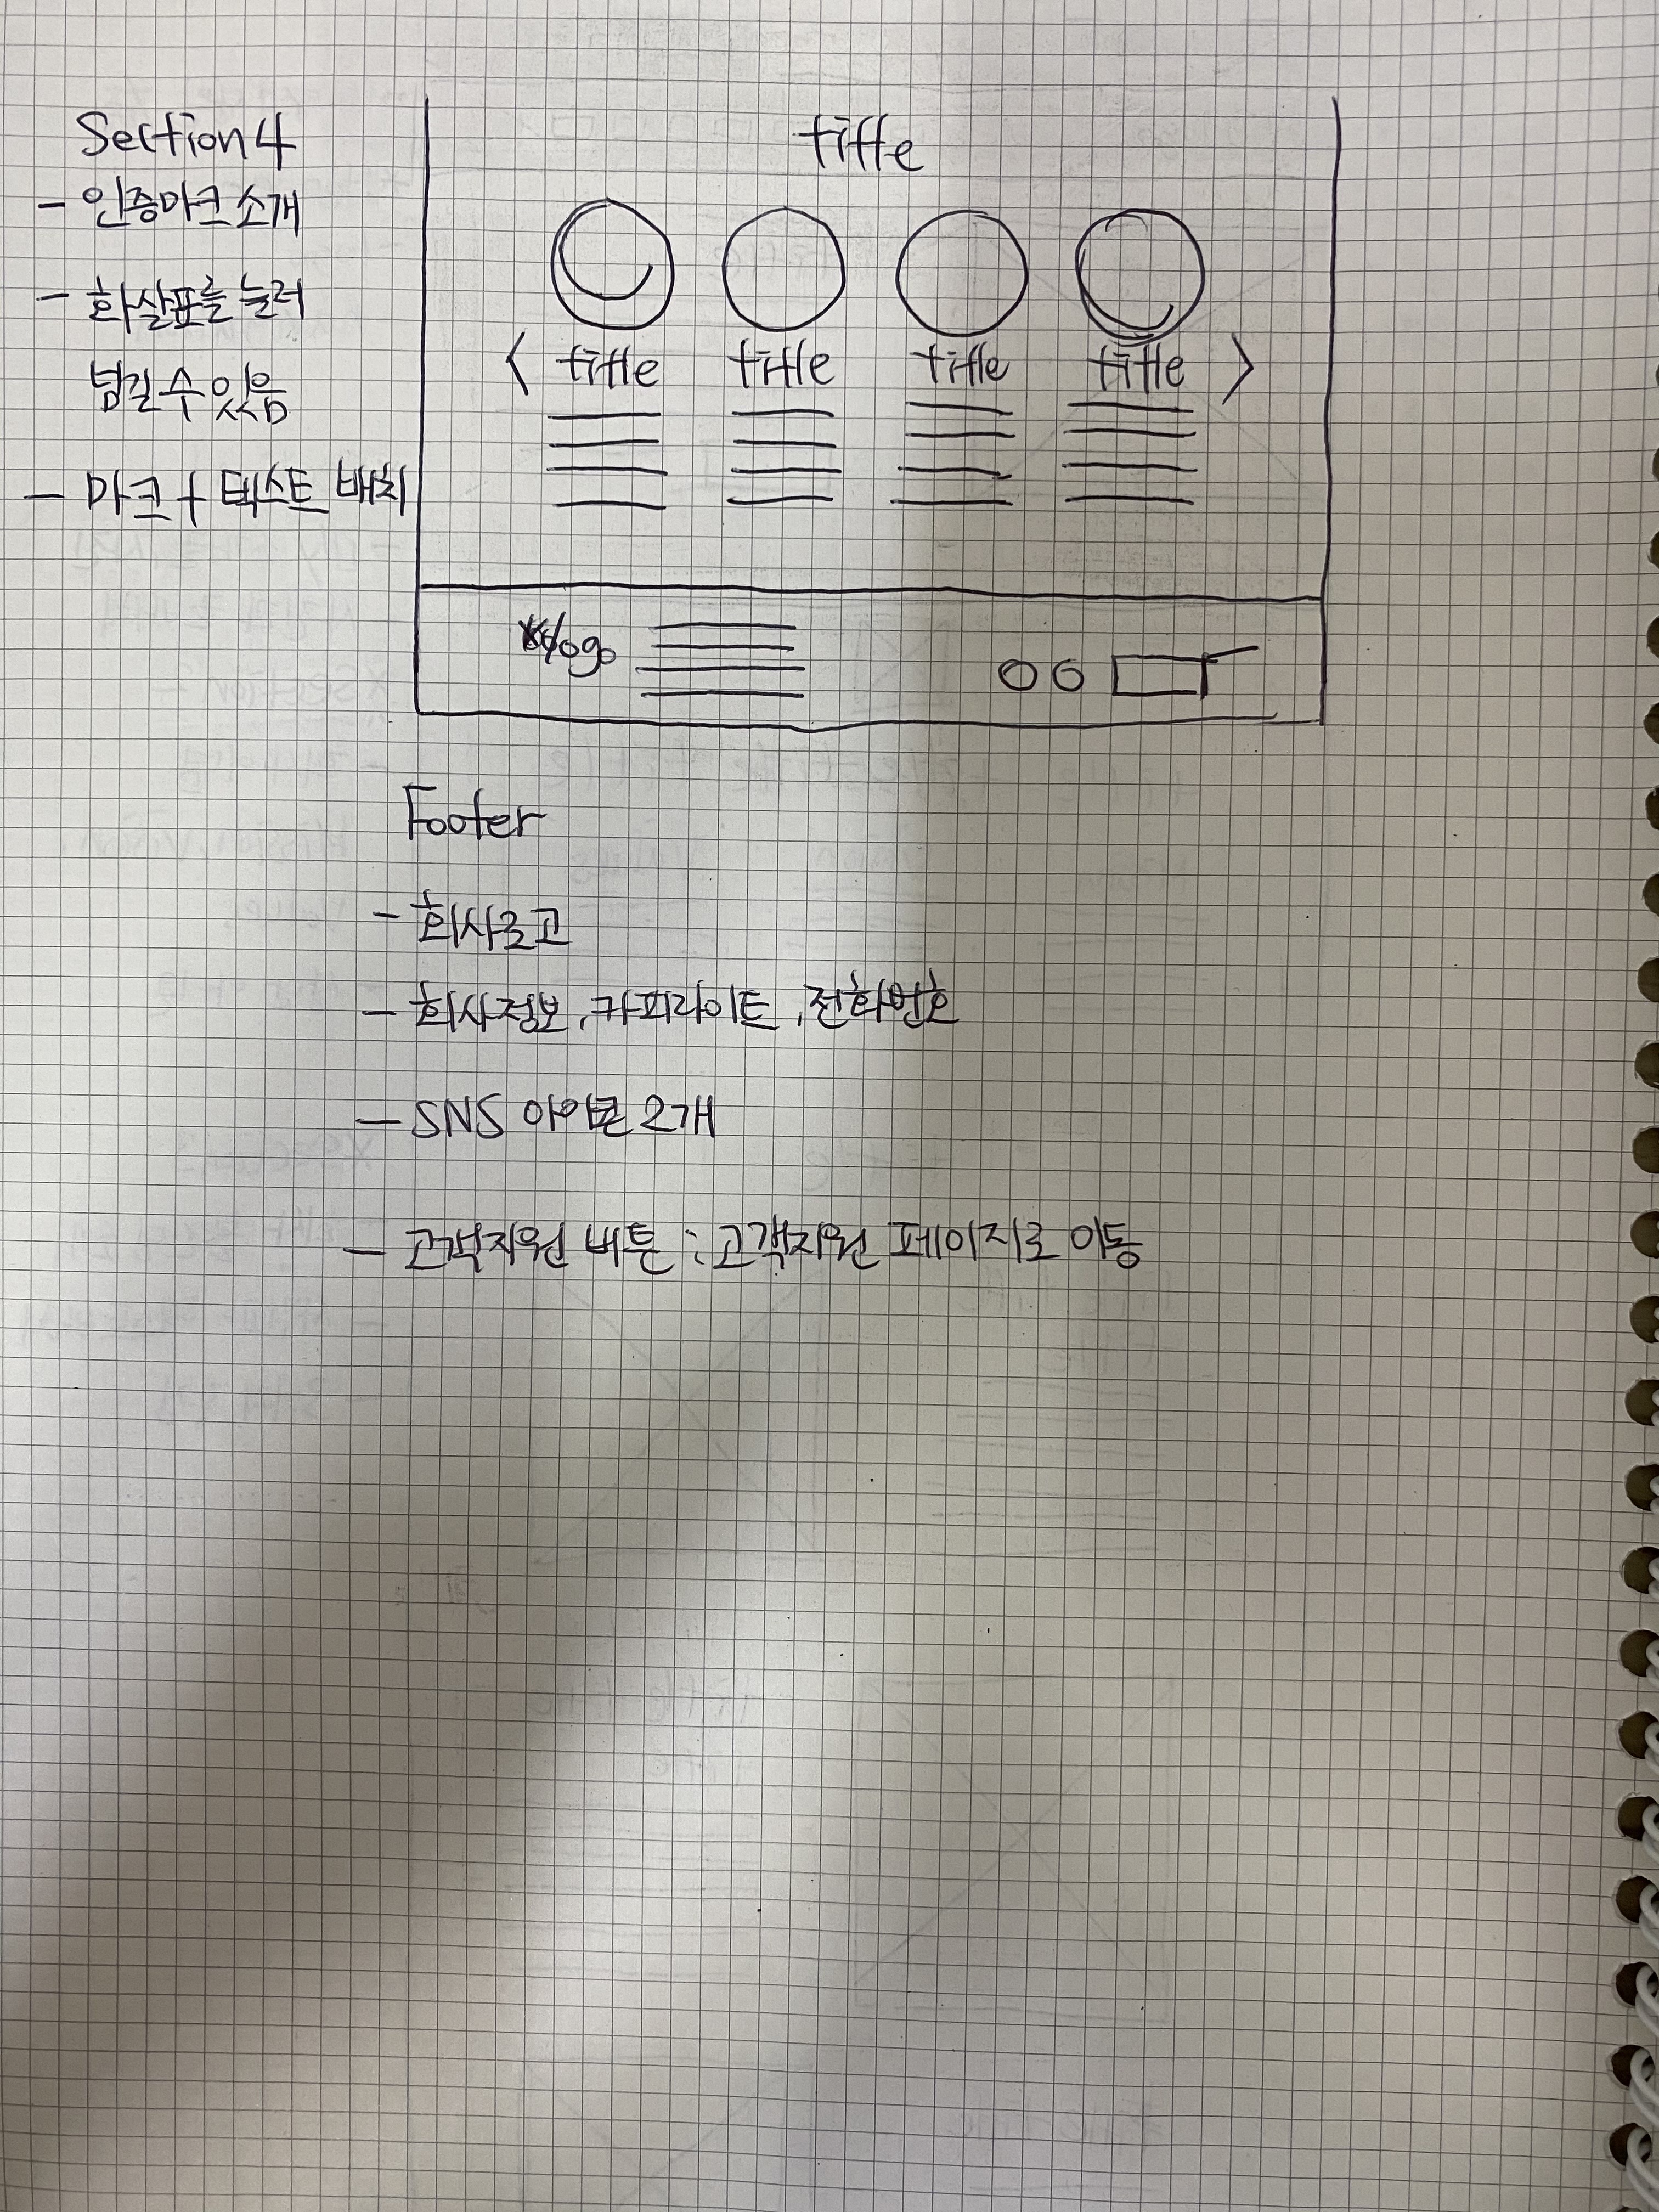 Section 4
- 인증마크 소개
- 화살표를 눌러
넘길 수 있음
- 마크 + 텍스트 배치
title
< title title title title >
logo
Footer
- 회사로고
- 회사정보, 카피라이트, 전화번호
- SNS 아이콘 2개
- 고객지원 버튼 : 고객지원 페이지로 이동